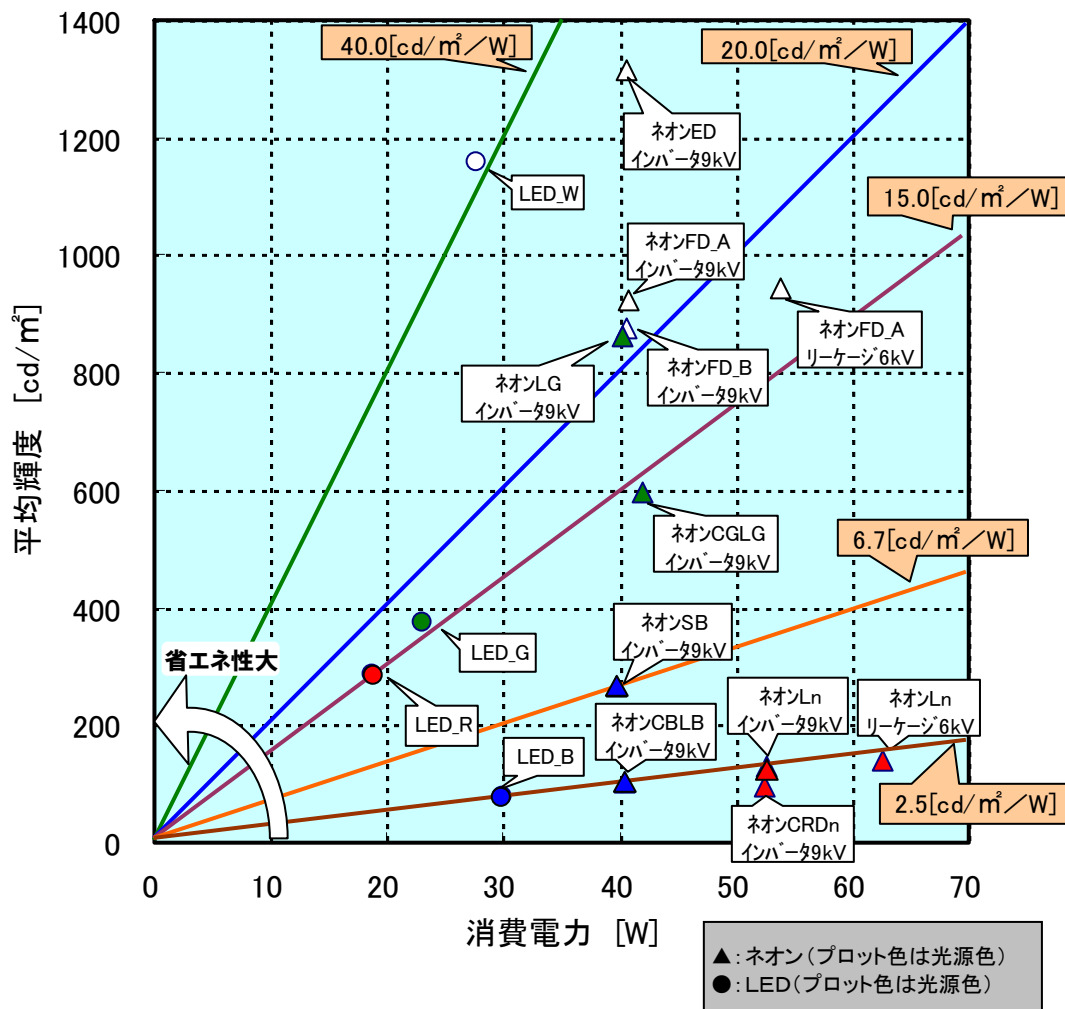 1400
1200
1000
800
600
400
200
0
平均輝度 [cd/㎡]
40.0[cd/㎡/W]
20.0[cd/㎡/W]
15.0[cd/㎡/W]
6.7[cd/㎡/W]
2.5[cd/㎡/W]
ネオンED
インバータ9kV
LED_W
ネオンFD_A
インバータ9kV
ネオンFD_A
リーケージ6kV
ネオンLG
インバータ9kV
ネオンFD_B
インバータ9kV
ネオンCGLG
インバータ9kV
LED_G
LED_R
ネオンSB
インバータ9kV
ネオンCBLB
インバータ9kV
LED_B
ネオンLn
インバータ9kV
ネオンLn
リーケージ6kV
ネオンCRDn
インバータ9kV
省エネ性大
0 10 20 30 40 50 60 70
消費電力 [W]
▲:ネオン(プロット色は光源色)
●:LED(プロット色は光源色)